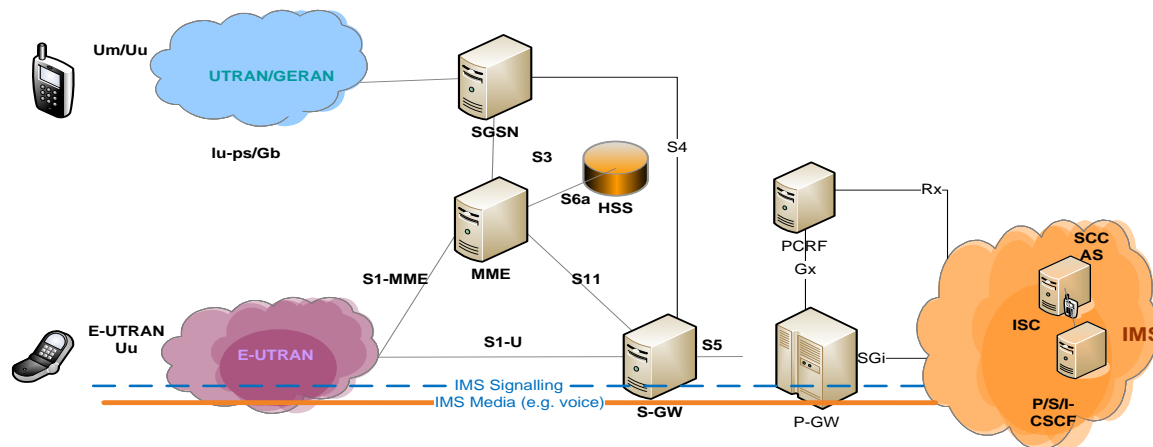 Um/Uu
UTRAN/GERAN
Iu-ps/Gb
SGSN
S3
S4
HSS
S6a
MME
S1-MME
S11
PCRF
Rx
Gx
SCC
AS
ISC
IMS
E-UTRAN
Uu
E-UTRAN
S1-U
S5
SGi
IMS Signalling
IMS Media (e.g. voice)
S-GW
P-GW
P/S/I-
CSCF